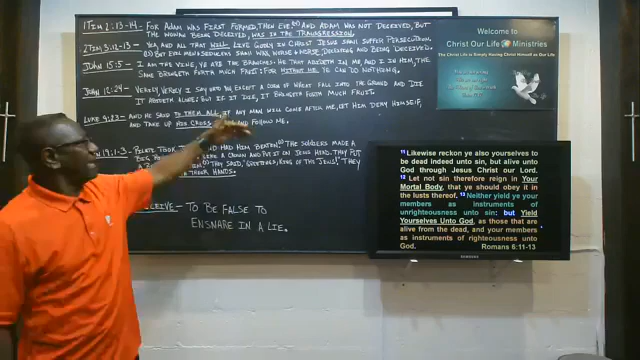 1 TIM 2:13-14 - FOR ADAM WAS FIRST FORMED, THEN EVE. AND ADAM WAS NOT DECEIVED, BUT
THE WOMAN BEING DECEIVED, WAS IN THE TRANSGRESSION.
2 TIM 3:12-13 - YEA, AND ALL THAT WILL LIVE GODLY IN CHRIST JESUS SHALL SUFFER PERSECUTION.
BUT EVIL MEN AND SEDUCERS SHALL WAX WORSE & WORSE, DECEIVING AND BEING DECEIVED.
JOHN 15:5 - I AM THE VINE, YE ARE THE BRANCHES: HE THAT ABIDETH IN ME, AND I IN HIM, THE
SAME BRINGETH FORTH MUCH FRUIT: FOR WITHOUT ME YE CAN DO NOTHING.
JOHN 12:24 - VERILY, VERILY, I SAY UNTO YOU, EXCEPT A CORN OF WHEAT FALL INTO THE GROUND AND DIE
IT ABIDETH ALONE: BUT IF IT DIE, IT BRINGETH FORTH MUCH FRUIT.
LUKE 9:23 - AND HE SAID TO THEM ALL, IF ANY MAN WILL COME AFTER ME, LET HIM DENY HIMSELF,
AND TAKE UP HIS CROSS AND FOLLOW ME.
19:1-3 - PILATE TOOK AND HAD HIM BEATEN. THE SOLDIERS MADE A
LIKE A CROWN AND PUT IT ON JESUS' HEAD. THEY PUT
THEY SAID, "GREETINGS, KING OF THE JEWS!" THEY
THEIR HANDS.
- TO BE FALSE TO
ENSNARE IN A LIE.
Welcome to
Christ Our Life Ministries
The Christ Life Is Simply Having Christ Himself as Our Life
11 Likewise reckon ye also yourselves to
be dead indeed unto sin, but alive unto
God through Jesus Christ our Lord.
12 Let not sin therefore reign in Your
Mortal Body, that ye should obey it in
the lusts thereof. 13 Neither yield ye your
members as instruments of
unrighteousness unto sin: but Yield
Yourselves Unto God, as those that are
alive from the dead, and your members
as instruments of righteousness unto
God. Romans 6:11-13